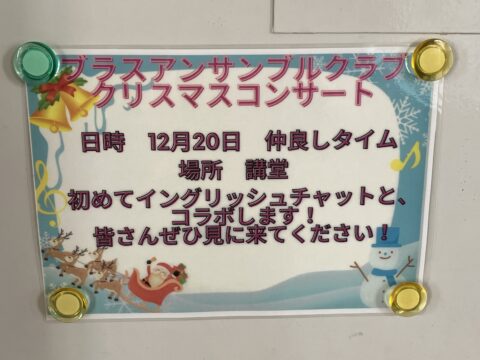 ブラスアンサンブルクラブ
クリスマスコンサート
日時　12月20日　仲良しタイム
場所　講堂
初めてイングリッシュチャットと、
コラボします！
皆さんぜひ見に来てください！